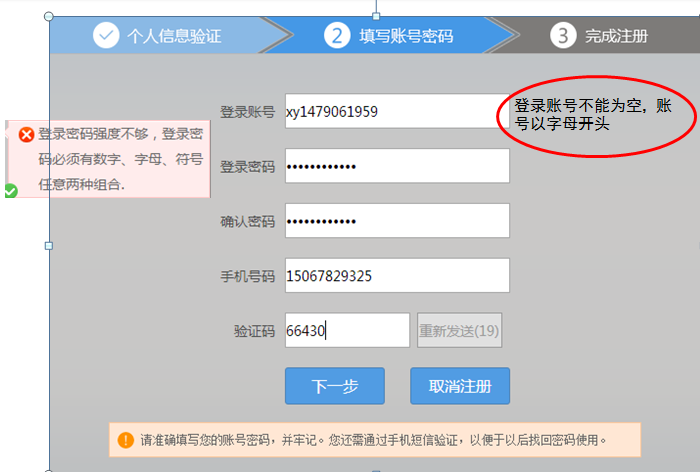 个人信息验证
2 填写账号密码
3 完成注册
登录账号 xy1479061959
登录账号不能为空, 账
号以字母开头
登录密码强度不够，登录密
码必须有数字、字母、符号
任意两种组合.
登录密码 ••••••••••••
确认密码 ••••••••••••
手机号码 15067829325
验证码 66430 重新发送(19)
下一步 取消注册
请准确填写您的账号密码，并牢记。您还需通过手机短信验证，以便于以后找回密码使用。